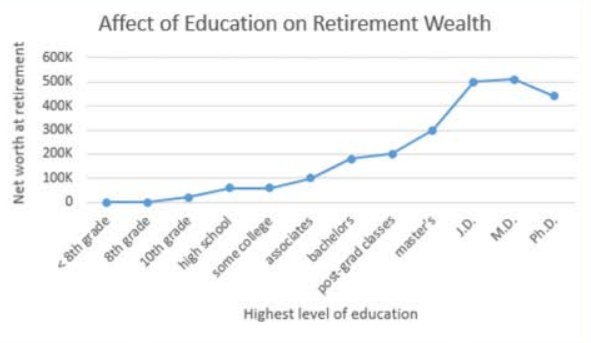 Affect of Education on Retirement Wealth
Net worth at retirement
600K
500K
400K
300K
200K
100K
0
< 8th grade
8th grade
10th grade
high school
some college
associates
bachelors
post-grad classes
master's
J.D.
M.D.
Ph.D.
Highest level of education